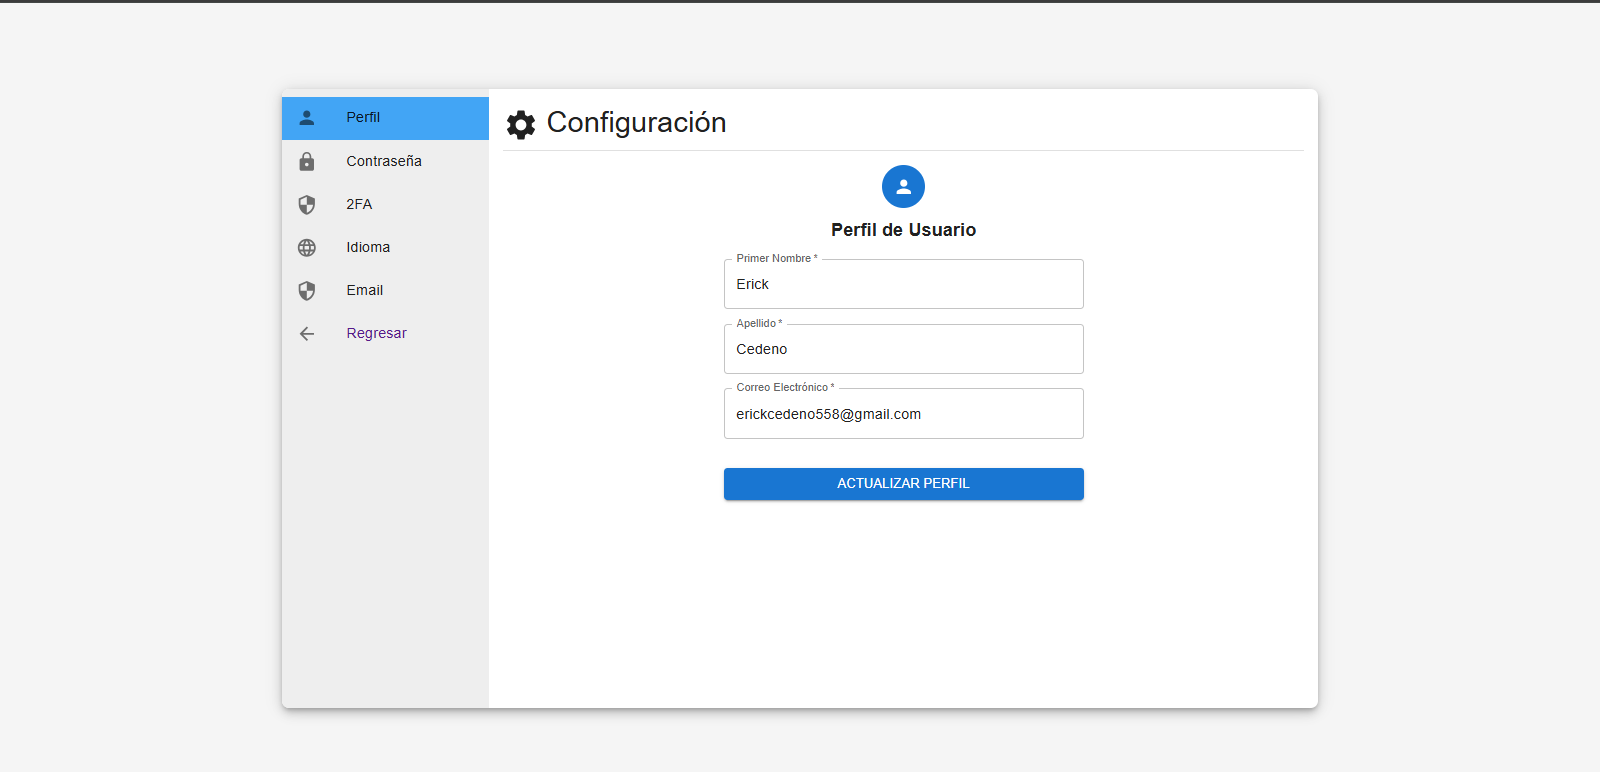 Perfil
Contraseña
2FA
Idioma
Email
Regresar
Configuración
Perfil de Usuario
Primer Nombre *
Erick
Apellido *
Cedeno
Correo Electrónico *
erickcedeno558@gmail.com
ACTUALIZAR PERFIL